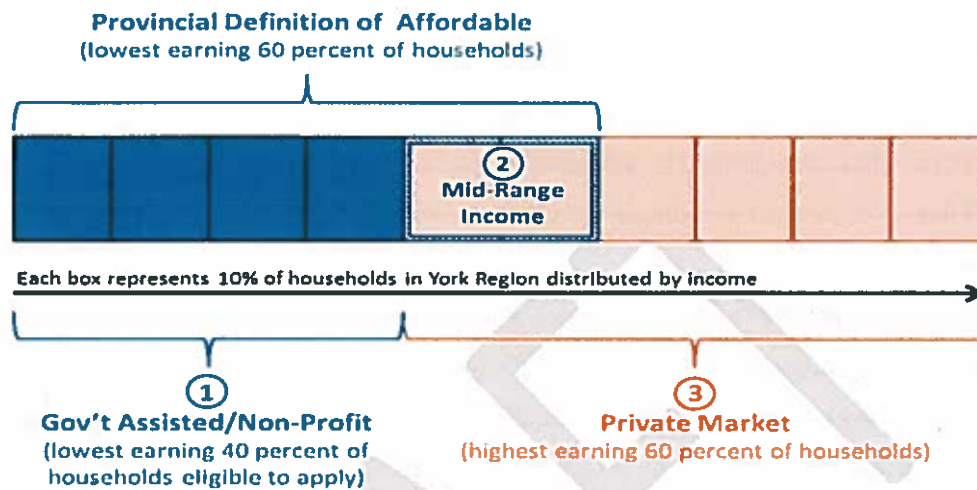 Provincial Definition of Affordable
(lowest earning 60 percent of households)
2
Mid-Range
Income
Each box represents 10% of households in York Region distributed by income
1
Gov't Assisted/Non-Profit
(lowest earning 40 percent of
households eligible to apply)
3
Private Market
(highest earning 60 percent of households)